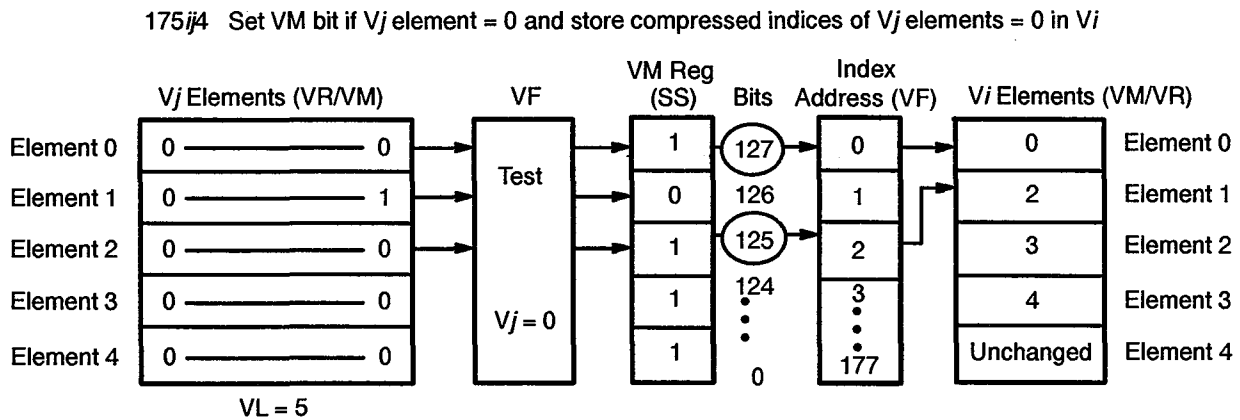 175ij4 Set VM bit if Vj element = 0 and store compressed indices of Vj elements = 0 in Vi
Vj Elements (VR/VM)
VF
VM Reg
(SS)
Bits
Index
Address (VF)
Vi Elements (VM/VR)
Element 0 0 0 1 127 0 0 Element 0
Element 1 0 1 Test 0 126 1 2 Element 1
Element 2 0 0 1 125 2 3 Element 2
Element 3 0 0 Vj = 0 1 124 3 4 Element 3
Element 4 0 0 1 0 177 Unchanged Element 4
VL = 5